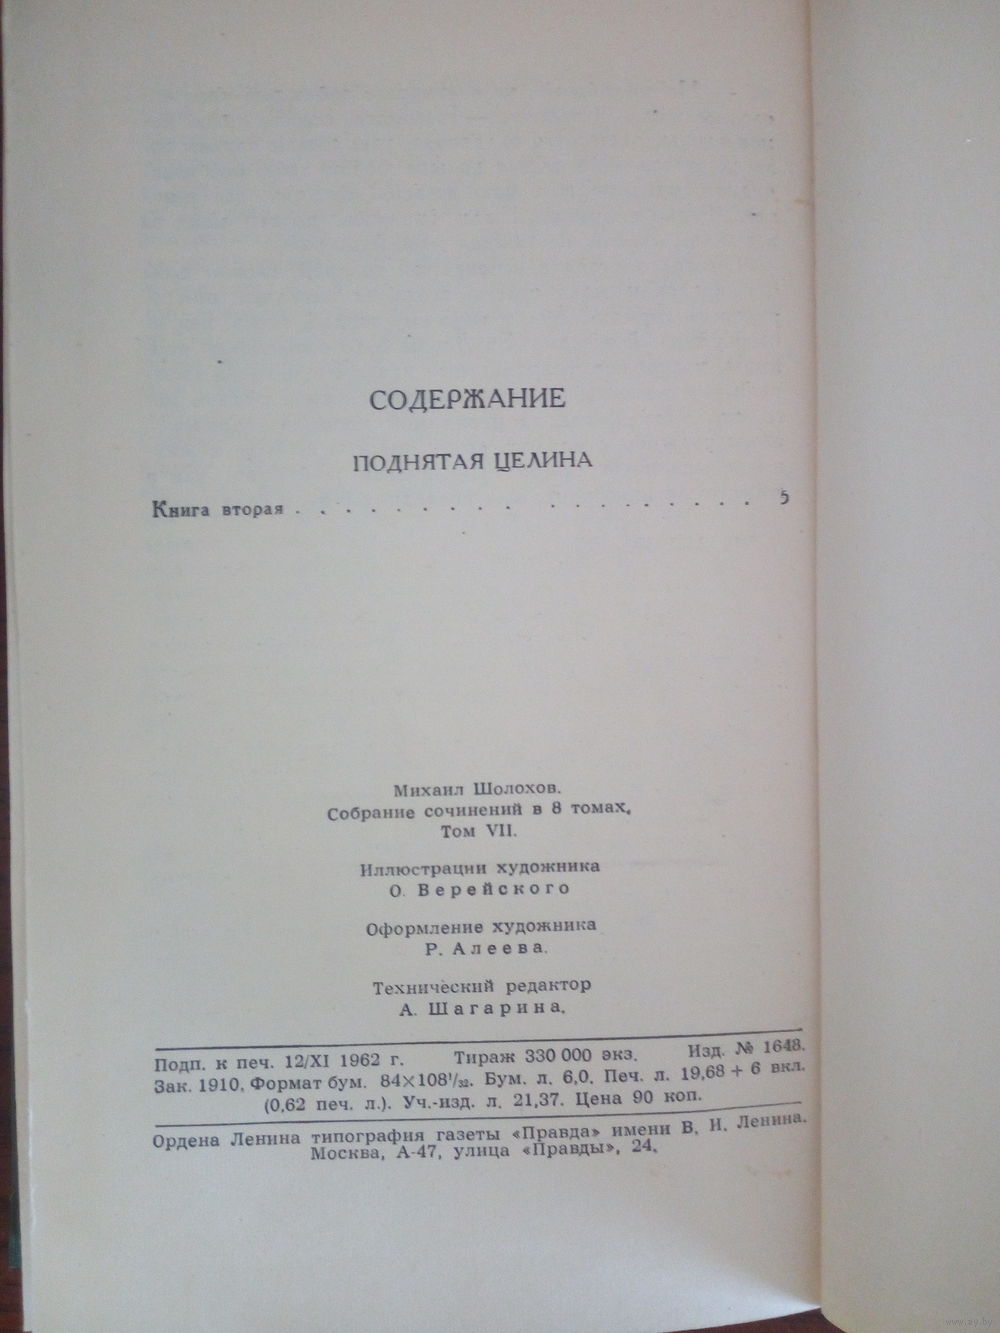 СОДЕРЖАНИЕ
ПОДНЯТАЯ ЦЕЛИНА
Книга вторая . . . . . . . . . . . . . . . . . . 5
Михаил Шолохов.
Собрание сочинений в 8 томах.
Том VII.
Иллюстрации художника
О. Верейского
Оформление художника
Р. Алеева.
Технический редактор
А. Шагарина.
Подп. к печ. 12/XI 1962 г. Тираж 330 000 экз. Изд. № 1648.
Зак. 1910. Формат бум. 84×108¹/₃₂. Бум. л. 6,0. Печ. л. 19,68 + 6 вкл.
(0,62 печ. л.). Уч.-изд. л. 21,37. Цена 90 коп.
Ордена Ленина типография газеты «Правда» имени В. И. Ленина.
Москва, А-47, улица «Правды», 24.
www.ay.by